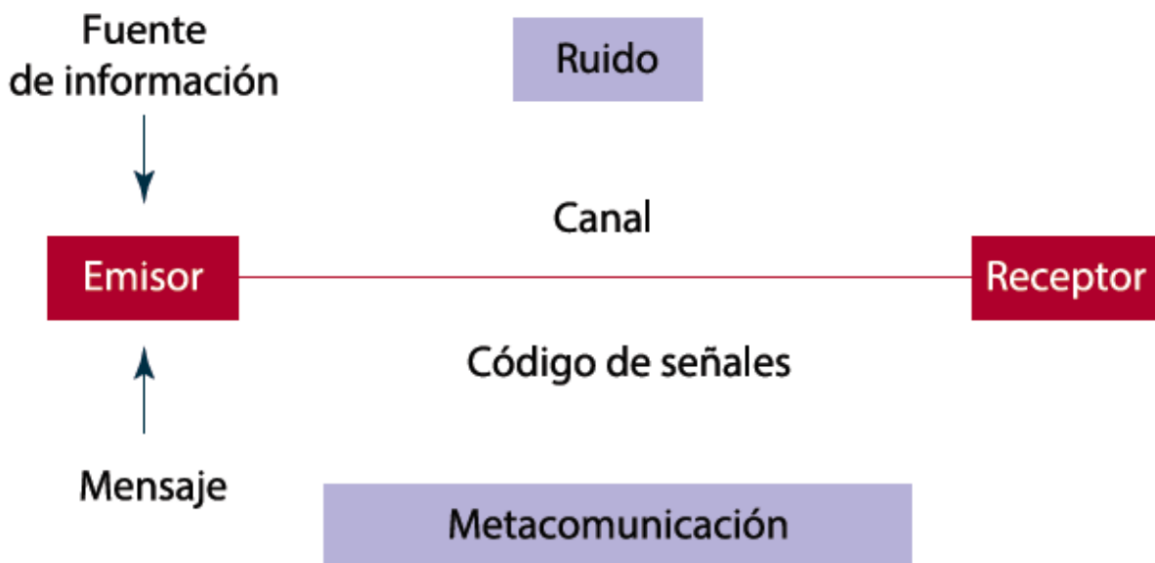 Fuente
de información
Ruido
Canal
Emisor
Receptor
Código de señales
Mensaje
Metacomunicación